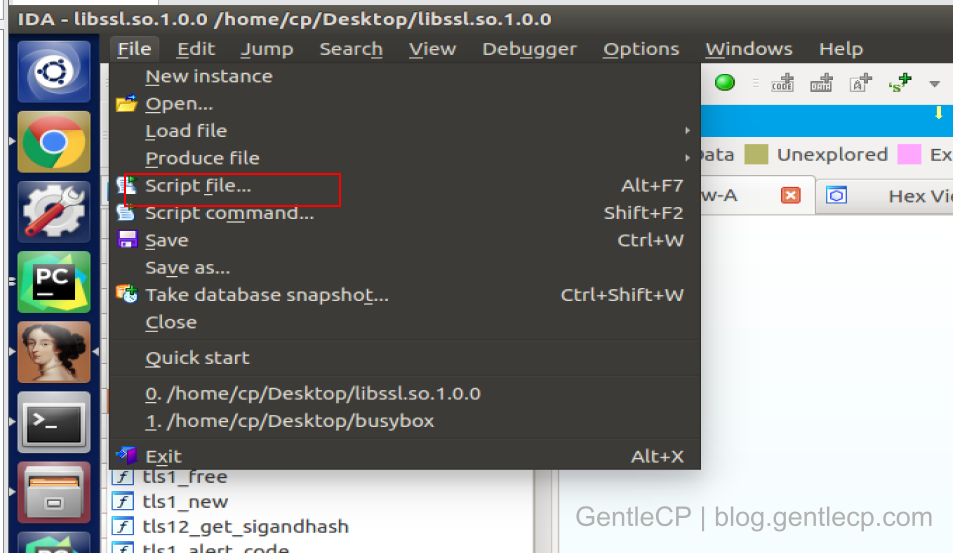 IDA - libssl.so.1.0.0 /home/cp/Desktop/libssl.so.1.0.0
File Edit Jump Search View Debugger Options Windows Help
New instance
Open...
Load file
Produce file
Data Unexplored
Script file... Alt+F7
w-A Hex Vie
Script command... Shift+F2
Save Ctrl+W
Save as...
Take database snapshot... Ctrl+Shift+W
Close
Quick start
0. /home/cp/Desktop/libssl.so.1.0.0
1. /home/cp/Desktop/busybox
Exit Alt+X
f tls1_free
f tls1_new
f tls12_get_sigandhash
f tls1_alert_code
PC
>_
GentleCP | blog.gentlecp.com